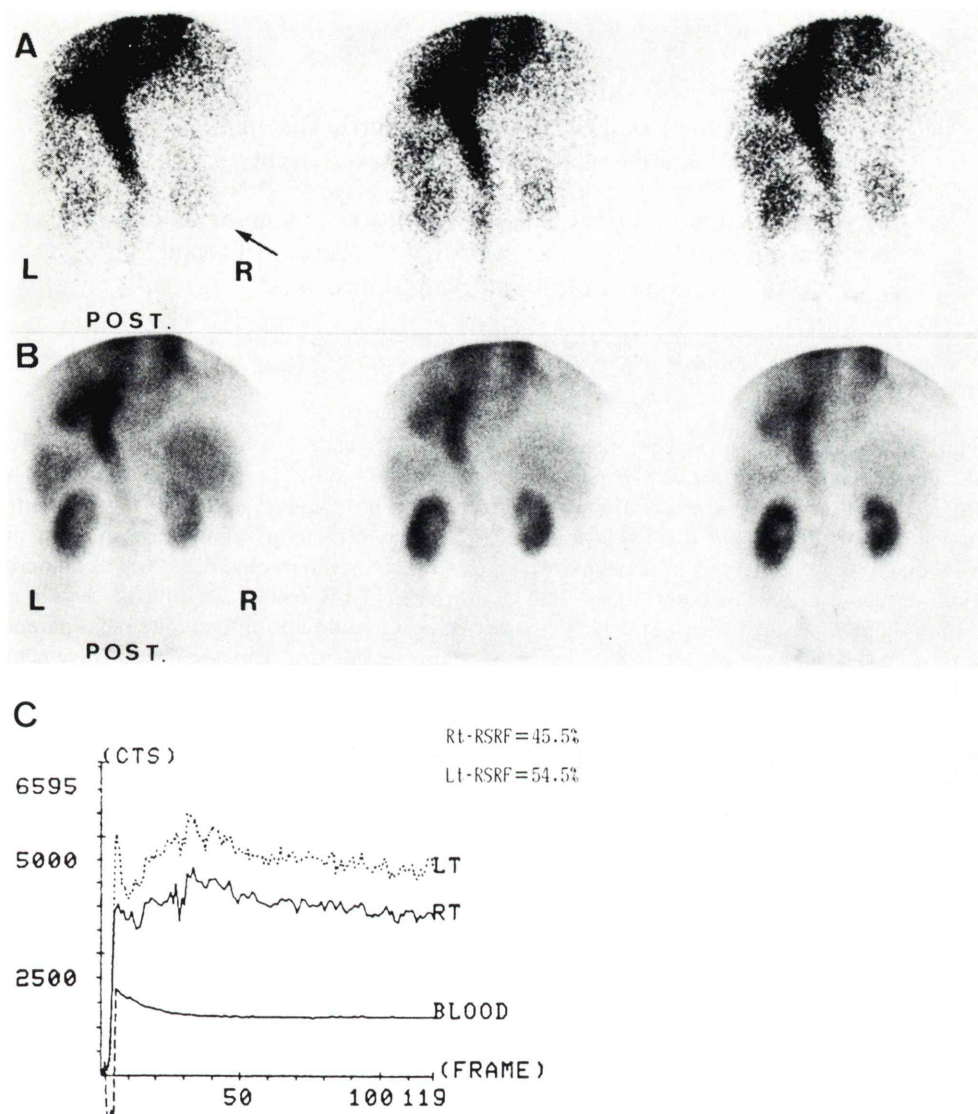 A
L
R
POST.
B
L R
POST.
C
(CTS)
Rt-RSRF=45.5%
Lt-RSRF=54.5%
6595
5000
LT
RT
2500
BLOOD
(FRAME)
50 100 119